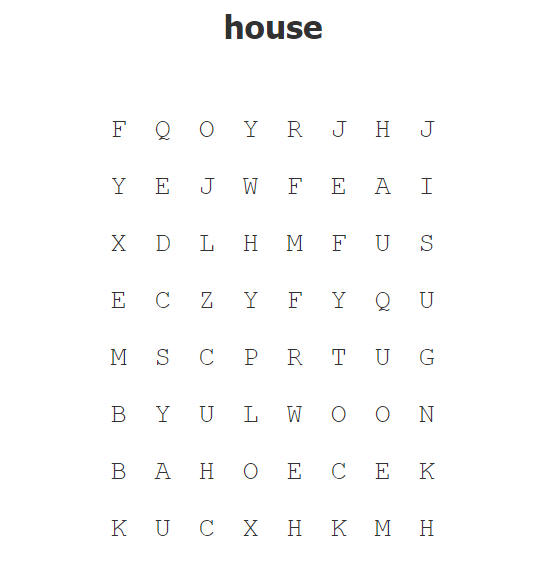 house
F Q O Y R J H J
Y E J W F E A I
X D L H M F U S
E C Z Y F Y Q U
M S C P R T U G
B Y U L W O O N
B A H O E C E K
K U C X H K M H